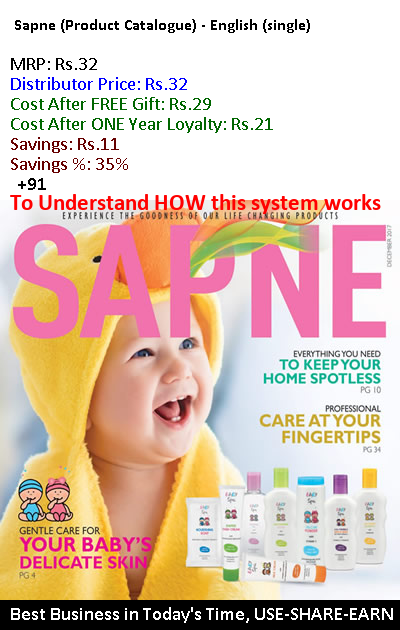 Sapne (Product Catalogue) - English (single)
MRP: Rs.32
Distributor Price: Rs.32
Cost After FREE Gift: Rs.29
Cost After ONE Year Loyalty: Rs.21
Savings: Rs.11
Savings %: 35%
+91
To Understand HOW this system works
EXPERIENCE THE GOODNESS OF OUR LIFE CHANGING PRODUCTS
SAPNE
DECEMBER 2017
EVERYTHING YOU NEED
TO KEEP YOUR
HOME SPOTLESS
PG 10
PROFESSIONAL
CARE AT YOUR
FINGERTIPS
PG 34
GENTLE CARE FOR
YOUR BABY'S
DELICATE SKIN
PG 4
Best Business in Today's Time, USE-SHARE-EARN